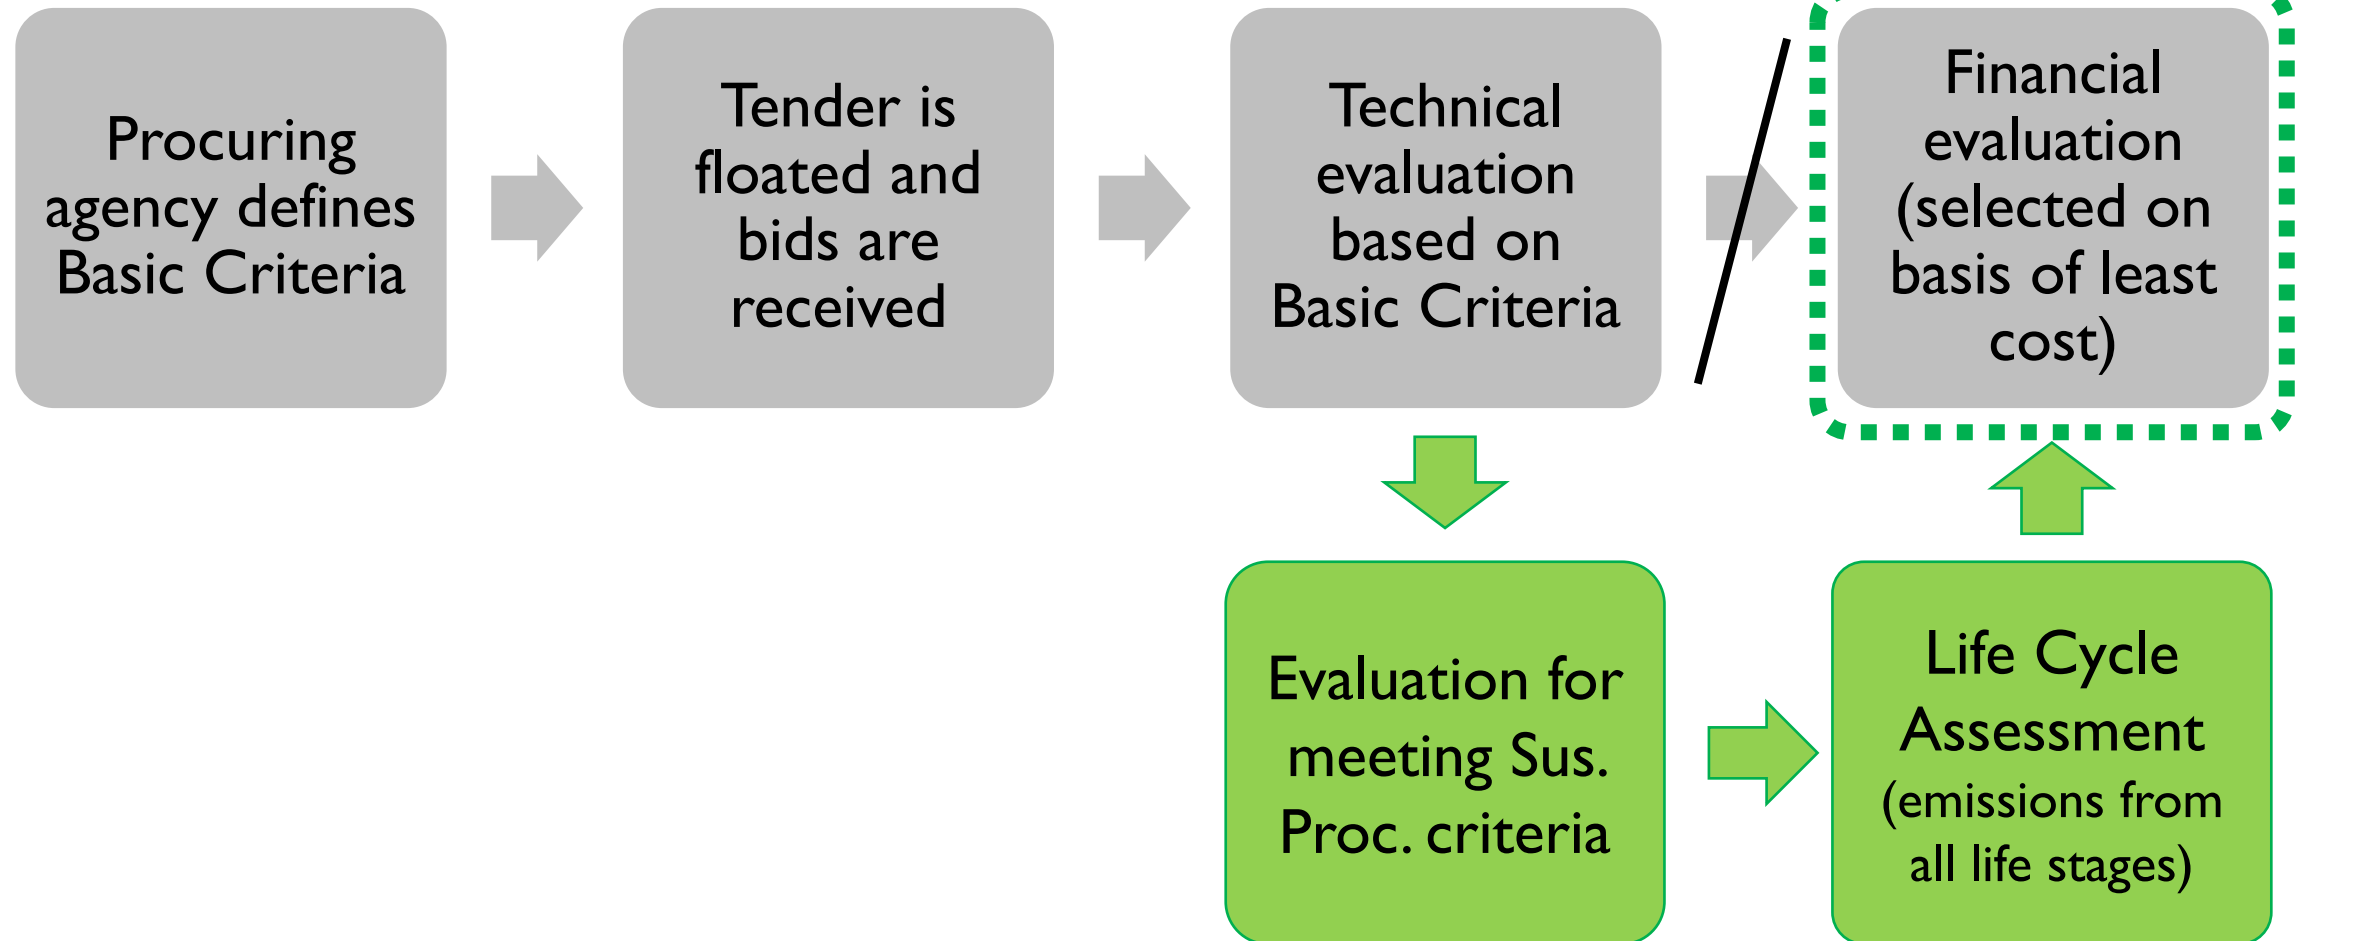 Procuring
agency defines
Basic Criteria
Tender is
floated and
bids are
received
Technical
evaluation
based on
Basic Criteria
Financial
evaluation
(selected on
basis of least
cost)
Evaluation for
meeting Sus.
Proc. criteria
Life Cycle
Assessment
(emissions from
all life stages)